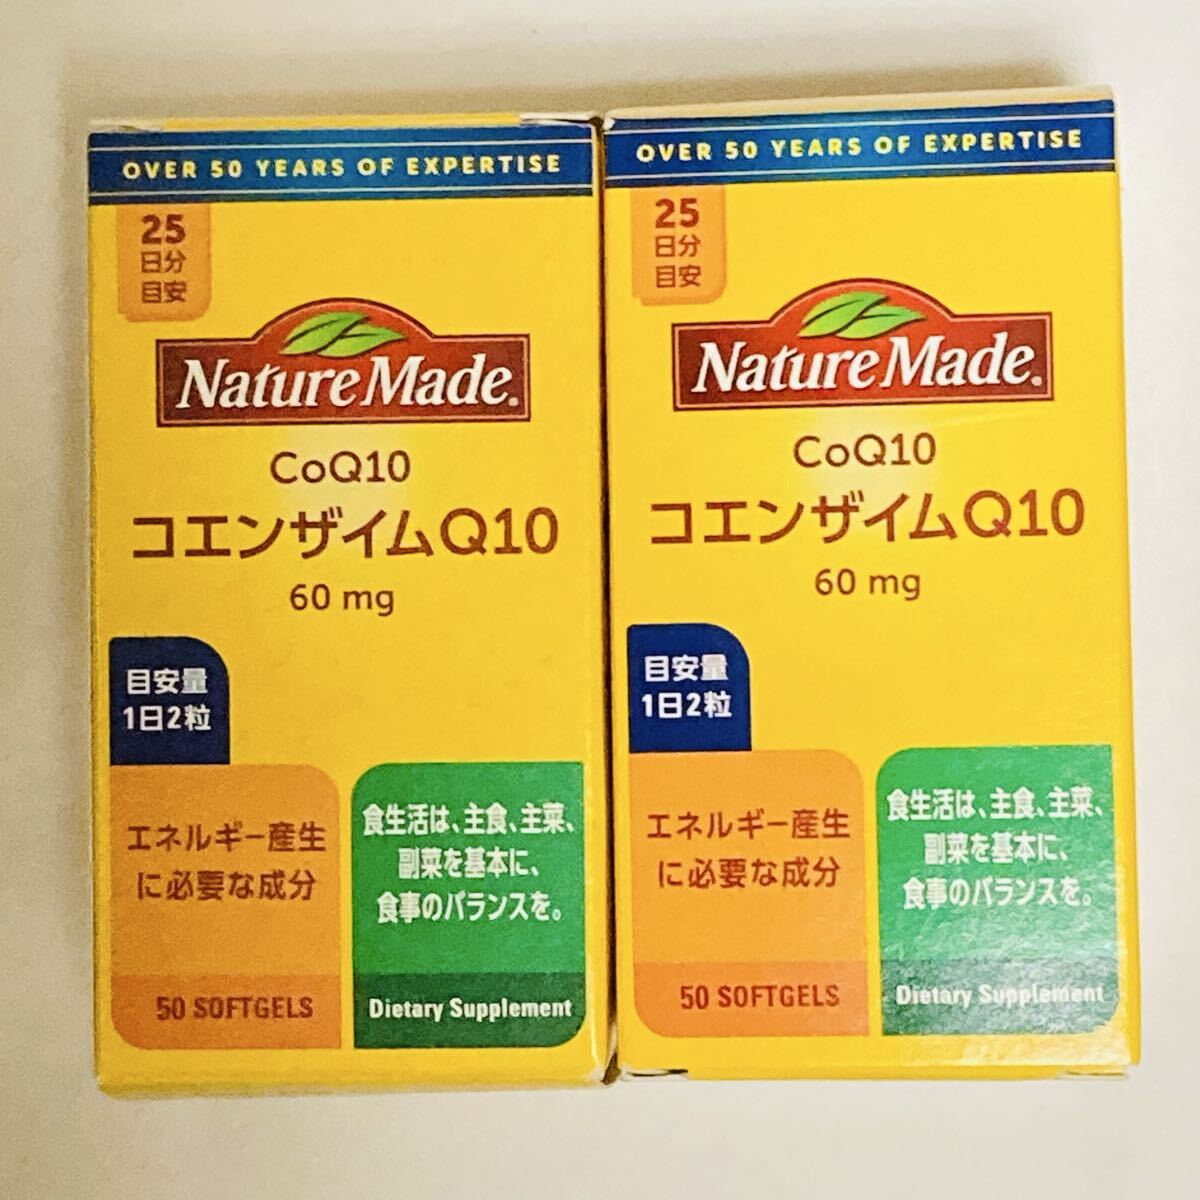 OVER 50 YEARS OF EXPERTISE
25
日分
目安
Nature Made®
CoQ10
コエンザイムQ10
60 mg
目安量
1日2粒
エネルギー産生
に必要な成分
50 SOFTGELS
食生活は、主食、主菜、
副菜を基本に、
食事のバランスを。
Dietary Supplement
OVER 50 YEARS OF EXPERTISE
25
日分
目安
Nature Made®
CoQ10
コエンザイムQ10
60 mg
目安量
1日2粒
エネルギー産生
に必要な成分
50 SOFTGELS
食生活は、主食、主菜、
副菜を基本に、
食事のバランスを。
Dietary Supplement